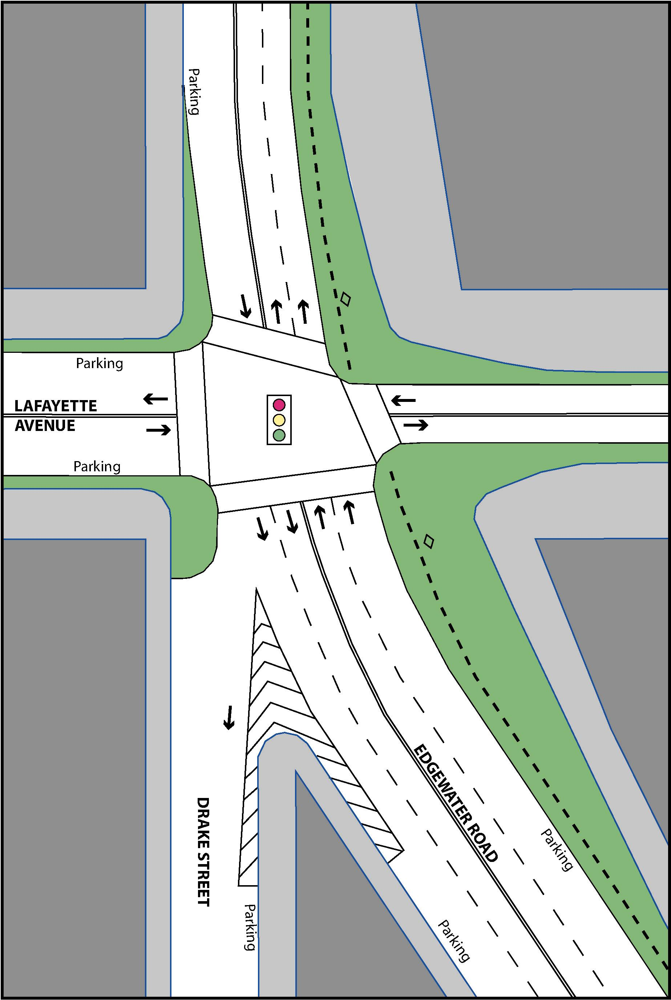 Parking
Parking
LAFAYETTE
AVENUE
Parking
EDGEWATER ROAD
DRAKE STREET
Parking
Parking
Parking